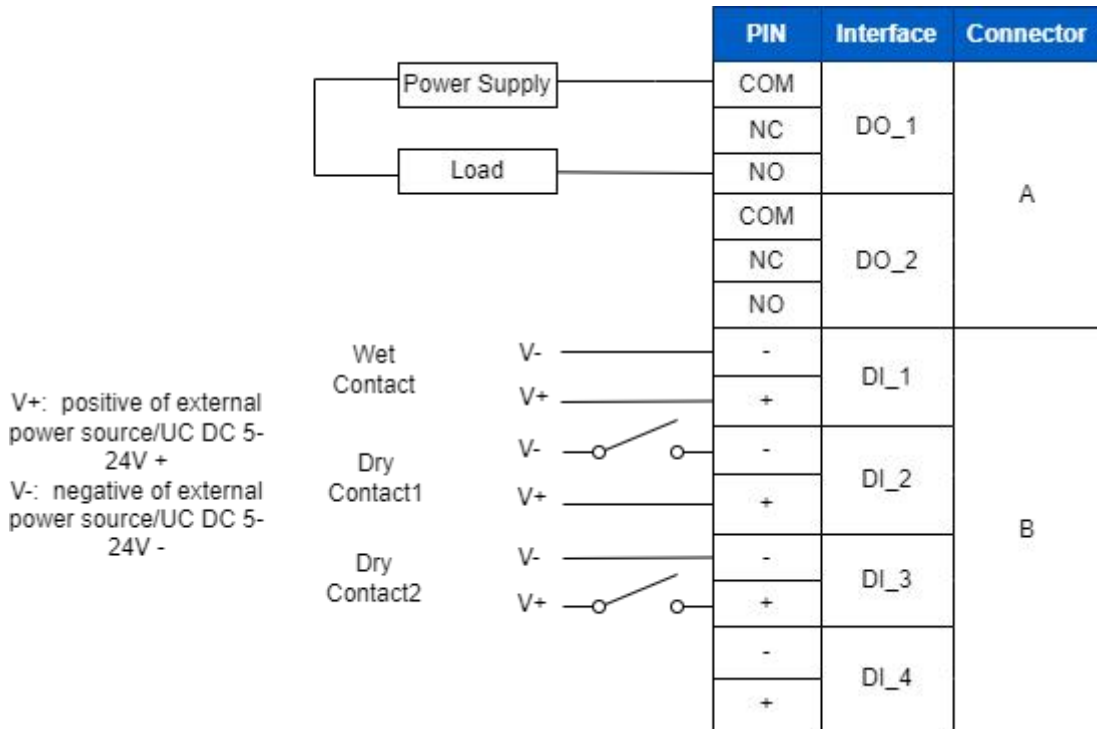 PIN Interface Connector
Power Supply COM
NC DO_1
Load NO
A
COM
NC DO_2
NO
Wet
Contact
V- -
DI_1
V+ +
V+: positive of external
power source/UC DC 5-
24V +
V-: negative of external
power source/UC DC 5-
24V -
Dry
Contact1
V- -
DI_2
V+ +
B
Dry
Contact2
V- -
DI_3
V+ +
-
DI_4
+